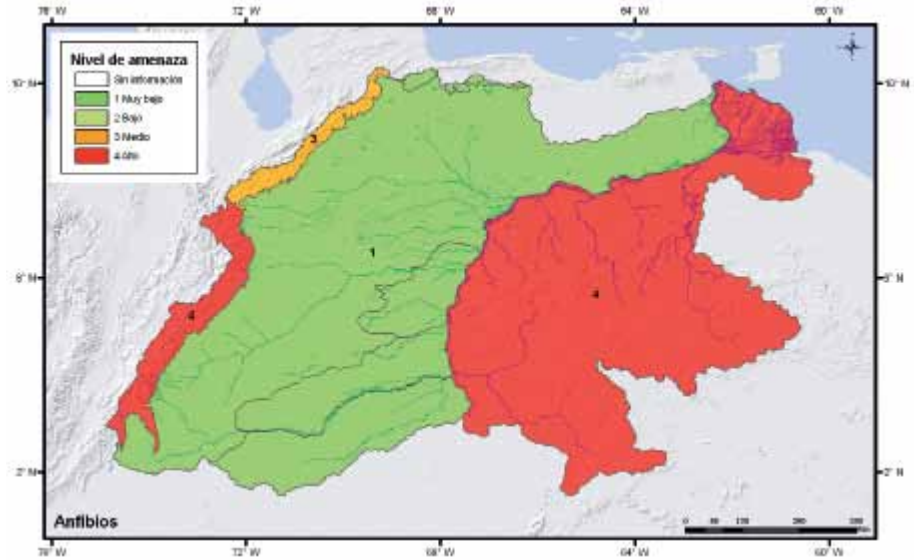 76° W 72° W 68° W 64° W 60° W
Nivel de amenaza
Sin información
1 Muy bajo
2 Bajo
3 Medio
4 Alto
10° N 10° N
3
1
6° N 6° N
4
4
2° N 2° N
Anfibios
0 50 100 200 300
76° W 72° W 68° W 64° W 60° W